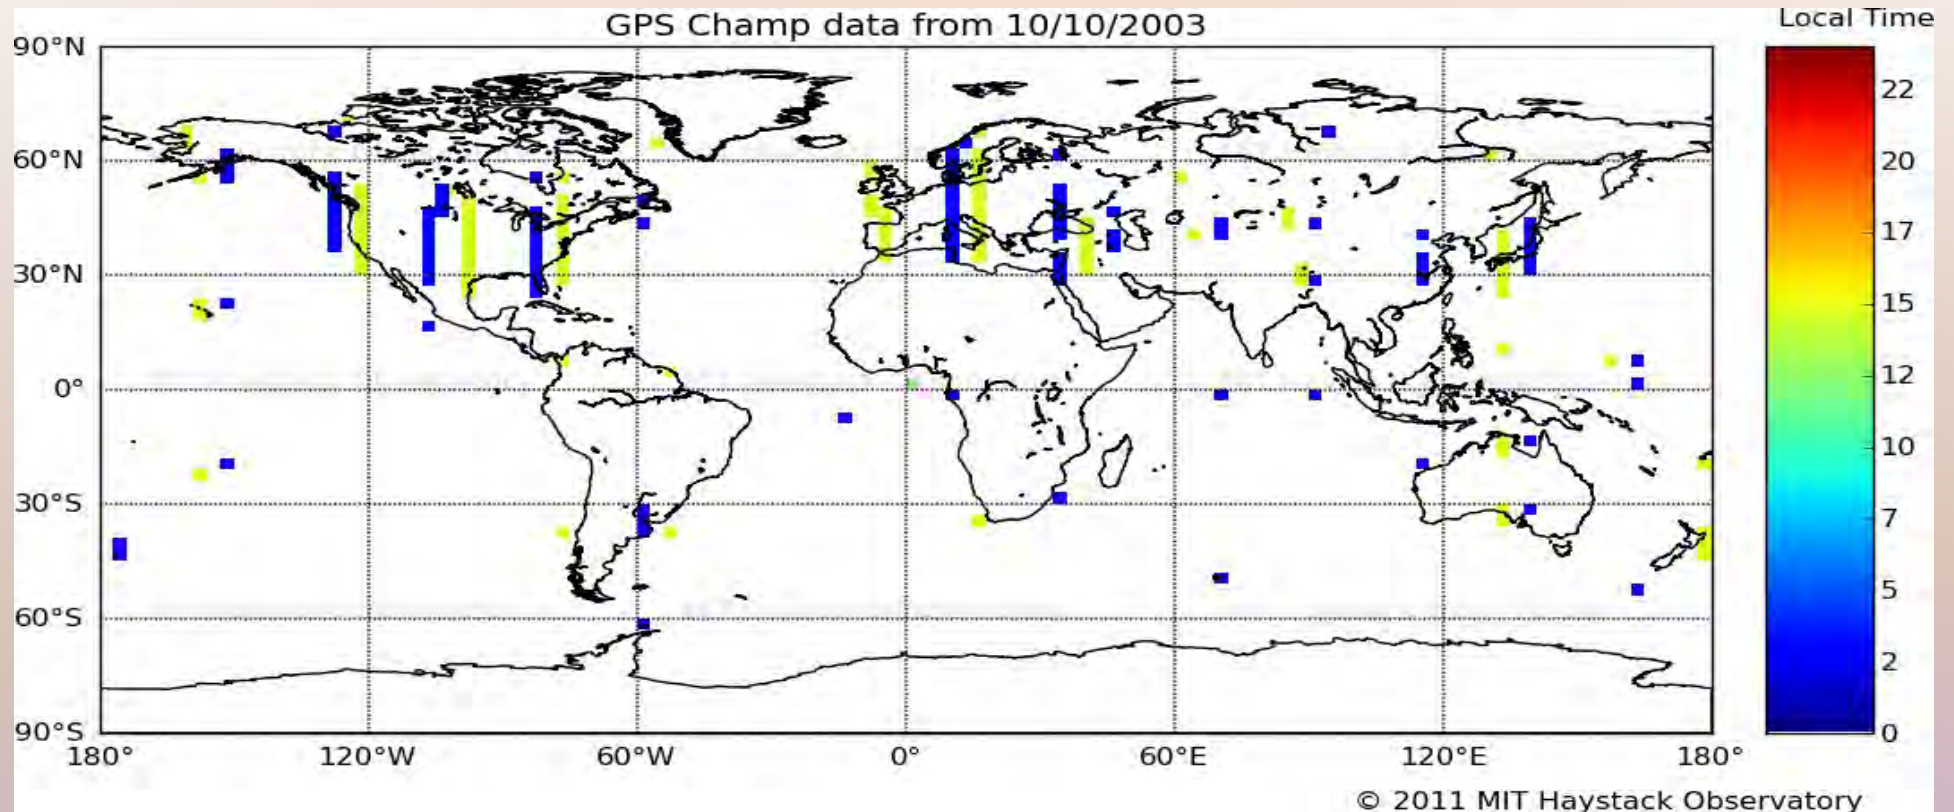 GPS Champ data from 10/10/2003
Local Time
90°N
60°N
30°N
0°
30°S
60°S
90°S
180°
120°W
60°W
0°
60°E
120°E
180°
22
20
17
15
12
10
7
5
2
0
© 2011 MIT Haystack Observatory